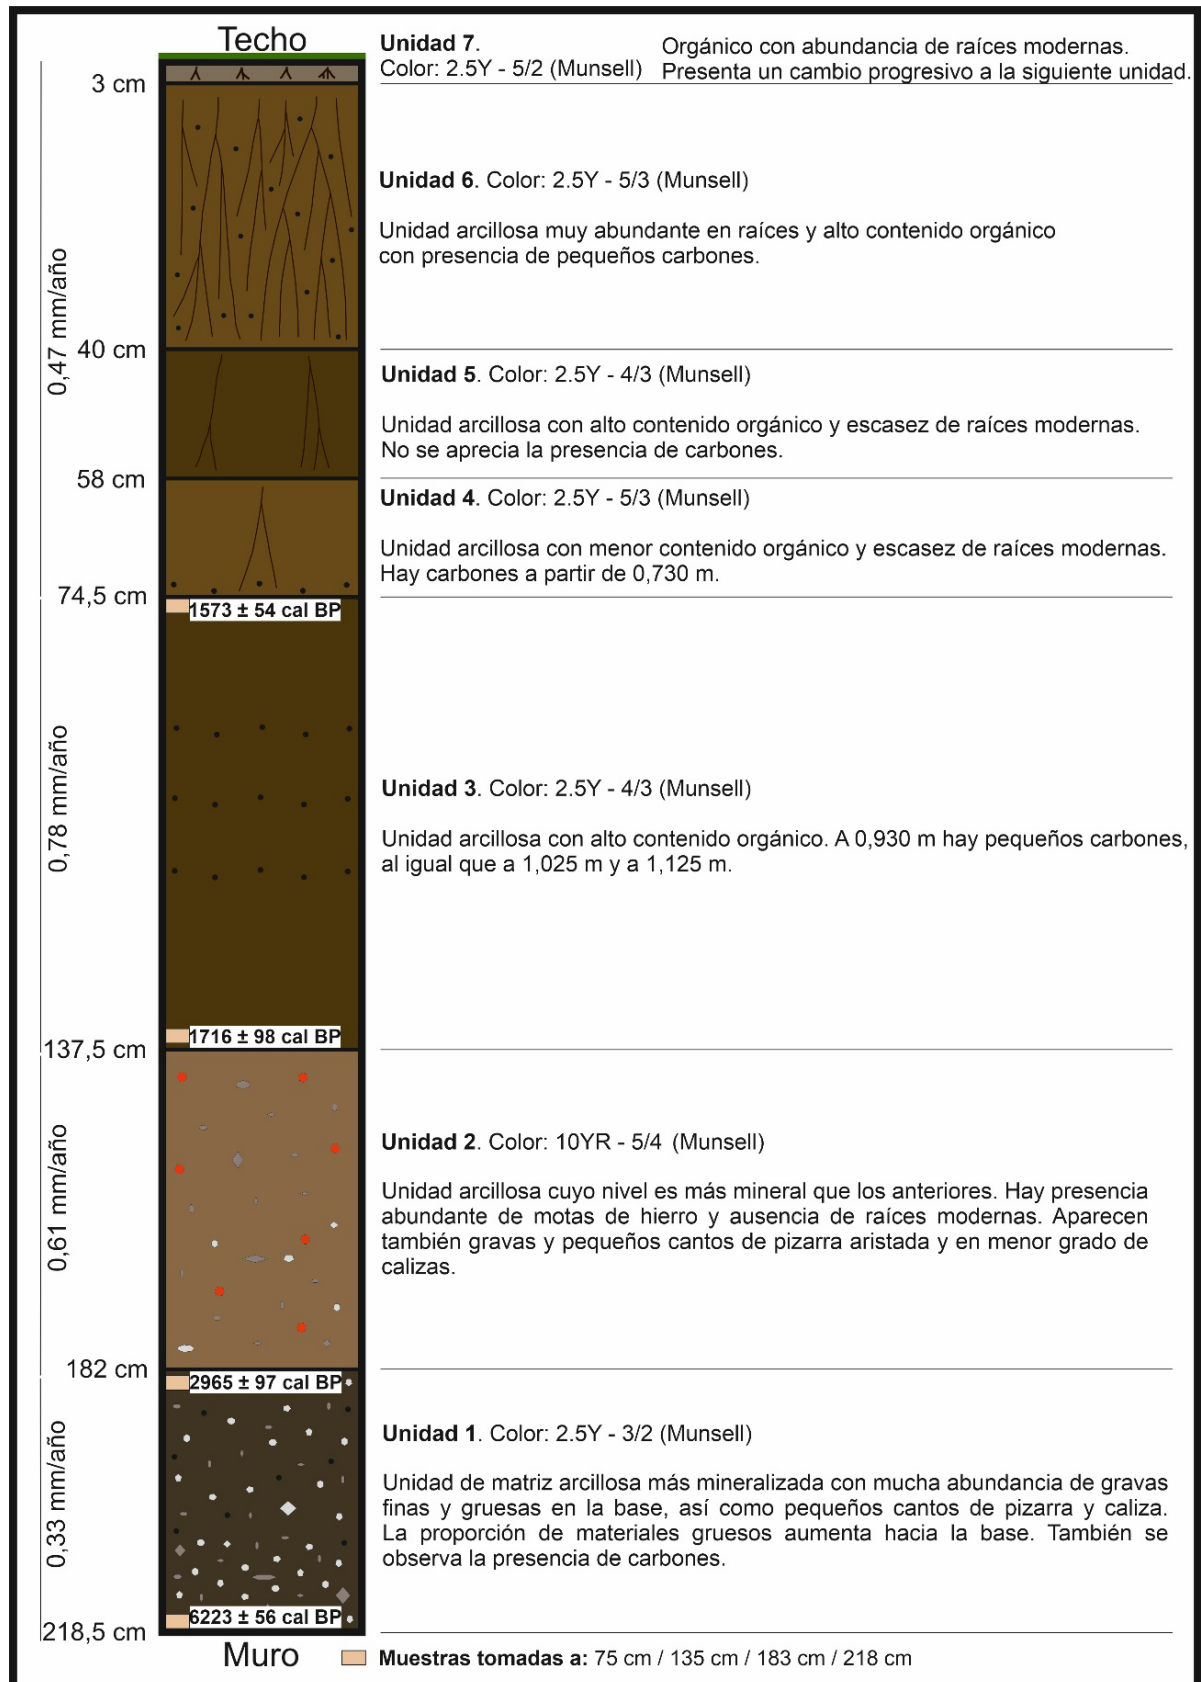 Techo
Unidad 7.
Color: 2.5Y - 5/2 (Munsell)
Orgánico con abundancia de raíces modernas.
Presenta un cambio progresivo a la siguiente unidad.
3 cm
Unidad 6. Color: 2.5Y - 5/3 (Munsell)
Unidad arcillosa muy abundante en raíces y alto contenido orgánico
con presencia de pequeños carbones.
0,47 mm/año
40 cm
Unidad 5. Color: 2.5Y - 4/3 (Munsell)
Unidad arcillosa con alto contenido orgánico y escasez de raíces modernas.
No se aprecia la presencia de carbones.
58 cm
Unidad 4. Color: 2.5Y - 5/3 (Munsell)
Unidad arcillosa con menor contenido orgánico y escasez de raíces modernas.
Hay carbones a partir de 0,730 m.
74,5 cm
1573 ± 54 cal BP
0,78 mm/año
Unidad 3. Color: 2.5Y - 4/3 (Munsell)
Unidad arcillosa con alto contenido orgánico. A 0,930 m hay pequeños carbones,
al igual que a 1,025 m y a 1,125 m.
1716 ± 98 cal BP
137,5 cm
0,61 mm/año
Unidad 2. Color: 10YR - 5/4 (Munsell)
Unidad arcillosa cuyo nivel es más mineral que los anteriores. Hay presencia
abundante de motas de hierro y ausencia de raíces modernas. Aparecen
también gravas y pequeños cantos de pizarra aristada y en menor grado de
calizas.
182 cm
2965 ± 97 cal BP
0,33 mm/año
Unidad 1. Color: 2.5Y - 3/2 (Munsell)
Unidad de matriz arcillosa más mineralizada con mucha abundancia de gravas
finas y gruesas en la base, así como pequeños cantos de pizarra y caliza.
La proporción de materiales gruesos aumenta hacia la base. También se
observa la presencia de carbones.
6223 ± 56 cal BP
218,5 cm
Muro
Muestras tomadas a: 75 cm / 135 cm / 183 cm / 218 cm